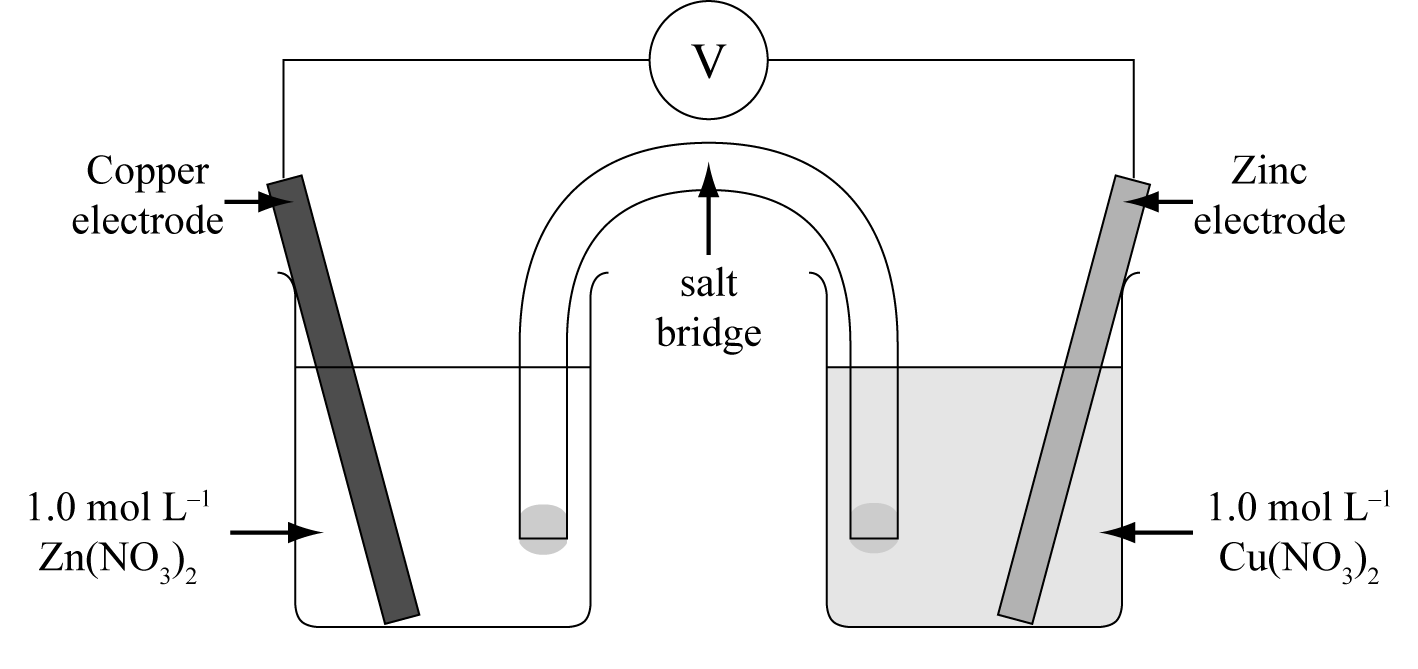 V
Copper
electrode
Zinc
electrode
salt
bridge
1.0 mol L⁻¹
Zn(NO₃)₂
1.0 mol L⁻¹
Cu(NO₃)₂